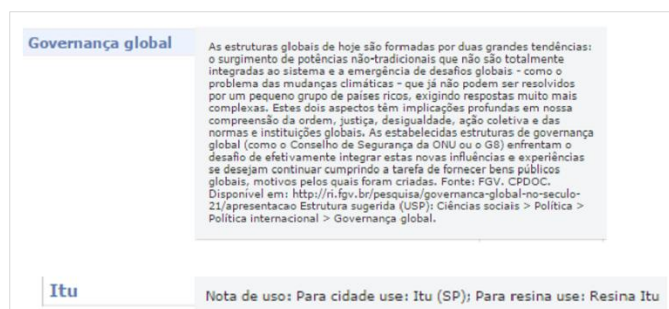 Governança global
As estruturas globais de hoje são formadas por duas grandes tendências:
o surgimento de potências não-tradicionais que não são totalmente
integradas ao sistema e a emergência de desafios globais - como o
problema das mudanças climáticas - que já não podem ser resolvidos
por um pequeno grupo de países ricos, exigindo respostas muito mais
complexas. Estes dois aspectos têm implicações profundas em nossa
compreensão da ordem, justiça, desigualdade, ação coletiva e das
normas e instituições globais. As estabelecidas estruturas de governança
global (como o Conselho de Segurança da ONU ou o G8) enfrentam o
desafio de efetivamente integrar estas novas influências e experiências
se desejam continuar cumprindo a tarefa de fornecer bens públicos
globais, motivos pelos quais foram criadas. Fonte: FGV. CPDOC.
Disponível em: http://ri.fgv.br/pesquisa/governanca-global-no-seculo-
21/apresentacao Estrutura sugerida (USP): Ciências sociais > Política >
Política internacional > Governança global.
Itu
Nota de uso: Para cidade use: Itu (SP); Para resina use: Resina Itu